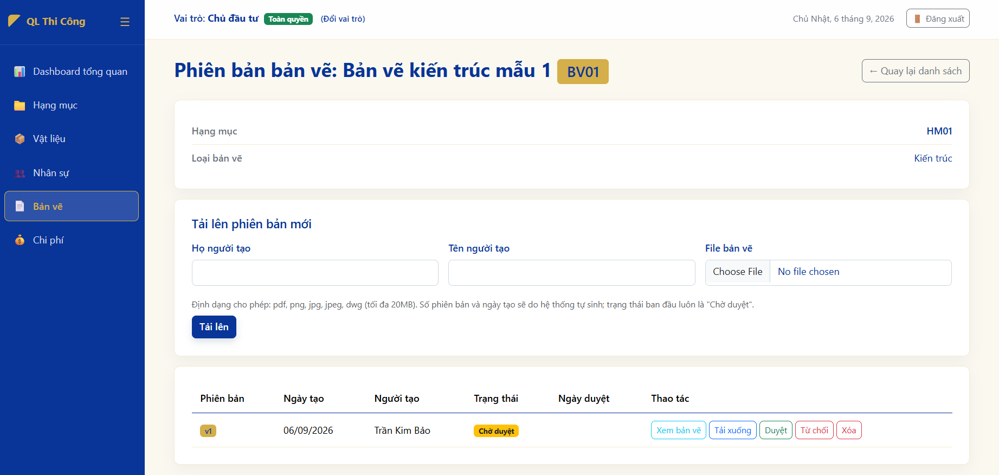 QL Thi Công
☰
Vai trò: Chủ đầu tư Toàn quyền (Đổi vai trò)
Chủ Nhật, 6 tháng 9, 2026
Đăng xuất
Dashboard tổng quan
Hạng mục
Vật liệu
Nhân sự
Bản vẽ
Chi phí
Phiên bản bản vẽ: Bản vẽ kiến trúc mẫu 1 BV01
← Quay lại danh sách
Hạng mục HM01
Loại bản vẽ Kiến trúc
Tải lên phiên bản mới
Họ người tạo Tên người tạo File bản vẽ
Choose File No file chosen
Định dạng cho phép: pdf, png, jpg, jpeg, dwg (tối đa 20MB). Số phiên bản và ngày tạo sẽ do hệ thống tự sinh; trạng thái ban đầu luôn là "Chờ duyệt".
Tải lên
Phiên bản Ngày tạo Người tạo Trạng thái Ngày duyệt Thao tác
v1 06/09/2026 Trần Kim Bảo Chờ duyệt Xem bản vẽ Tải xuống Duyệt Từ chối Xóa